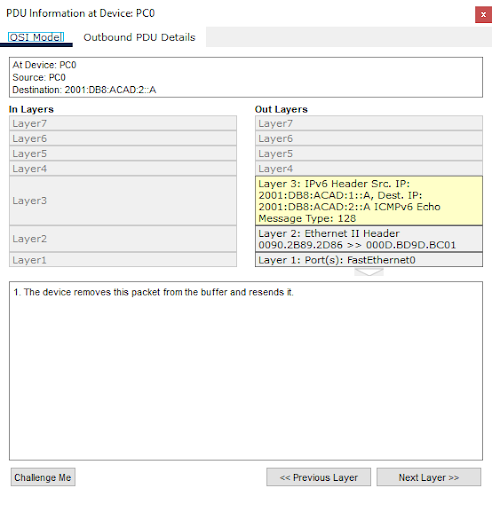 PDU Information at Device: PC0
x
OSI Model
Outbound PDU Details
At Device: PC0
Source: PC0
Destination: 2001:DB8:ACAD:2::A
In Layers
Layer7
Layer6
Layer5
Layer4
Layer3
Layer2
Layer1
Out Layers
Layer7
Layer6
Layer5
Layer4
Layer 3: IPv6 Header Src. IP:
2001:DB8:ACAD:1::A, Dest. IP:
2001:DB8:ACAD:2::A ICMPv6 Echo
Message Type: 128
Layer 2: Ethernet II Header
0090.2B89.2D86 >> 000D.BD9D.BC01
Layer 1: Port(s): FastEthernet0
1. The device removes this packet from the buffer and resends it.
Challenge Me
<< Previous Layer
Next Layer >>